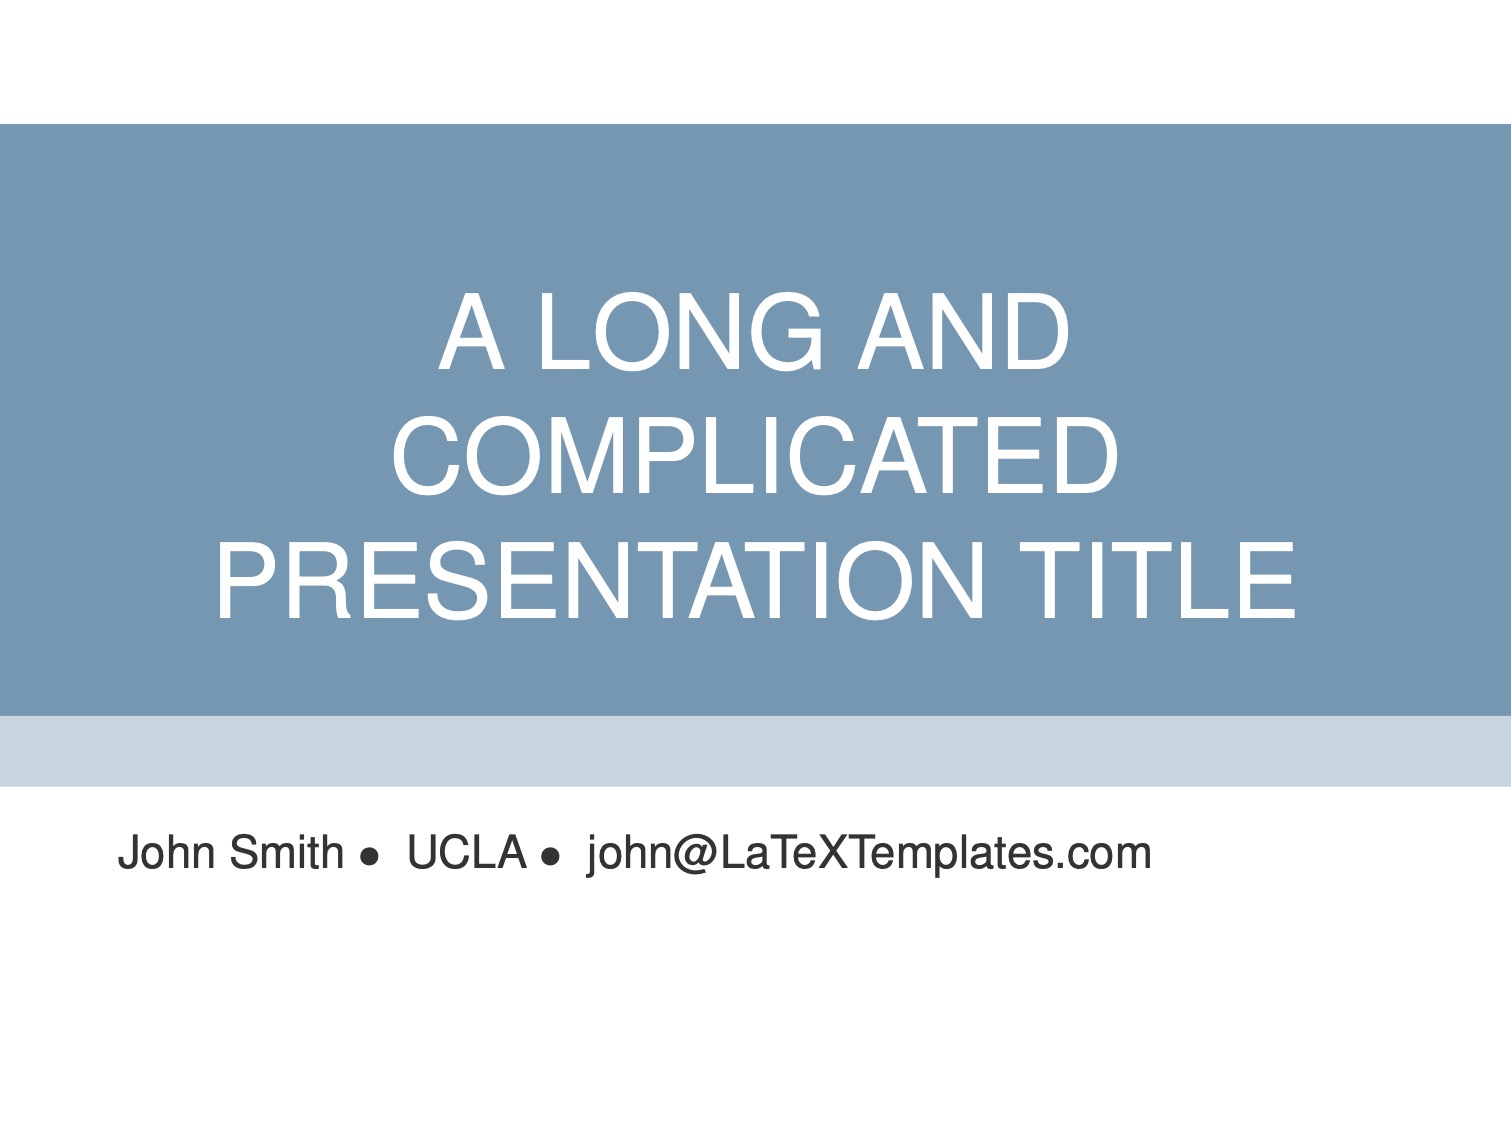 A LONG AND
COMPLICATED
PRESENTATION TITLE
John Smith ● UCLA ● john@LaTeXTemplates.com